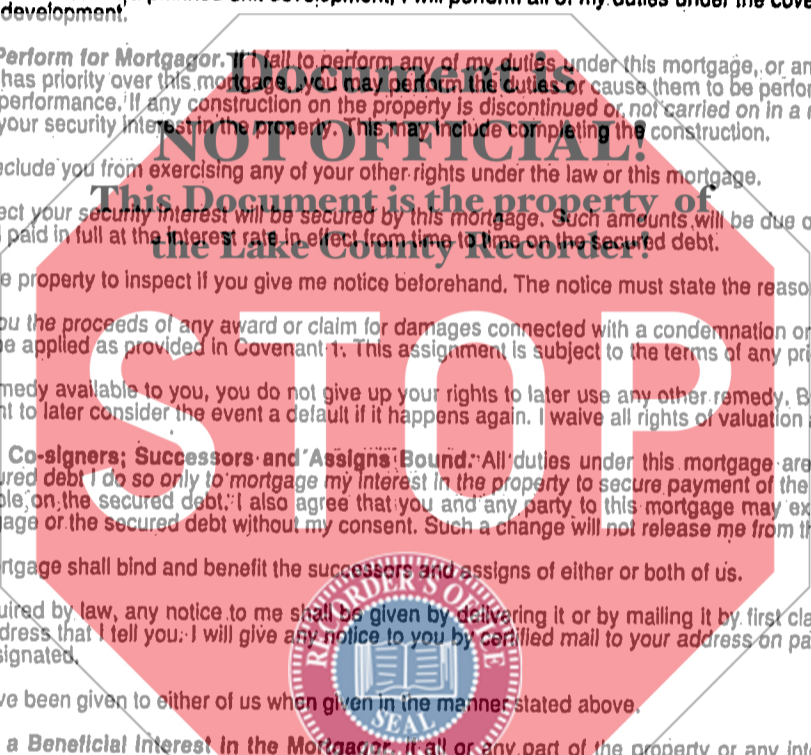 development.
Perform for Mortgagor. If I fail to perform any of my duties under this mortgage, or an
has priority over this mortgage, you may perform the duties or cause them to be perfor
performance. If any construction on the property is discontinued or not carried on in a
your security interest in the property. This may include completing the construction.
eclude you from exercising any of your other rights under the law or this mortgage.
ect your security interest will be secured by this mortgage. Such amounts will be due o
paid in full at the interest rate in effect from time to time on the secured debt.
e property to inspect if you give me notice beforehand. The notice must state the reaso
ou the proceeds of any award or claim for damages connected with a condemnation or
e applied as provided in Covenant 1. This assignment is subject to the terms of any pri
medy available to you, you do not give up your rights to later use any other remedy. B
nt to later consider the event a default if it happens again. I waive all rights of valuation
Co-signers; Successors and Assigns Bound. All duties under this mortgage are
ured debt I do so only to mortgage my interest in the property to secure payment of the
ble on the secured debt. I also agree that you and any party to this mortgage may ex
gage or the secured debt without my consent. Such a change will not release me from th
rtgage shall bind and benefit the successors and assigns of either or both of us.
uired by law, any notice to me shall be given by delivering it or by mailing it by first cla
dress that I tell you. I will give any notice to you by certified mail to your address on pa
signated.
ve been given to either of us when given in the manner stated above.
a Beneficial Interest in the Mortgagor. If all or any part of the property or any int
Document is
NOT OFFICIAL!
This Document is the property of
the Lake County Recorder!
STOP
RECORDER'S OFFICE
SEAL